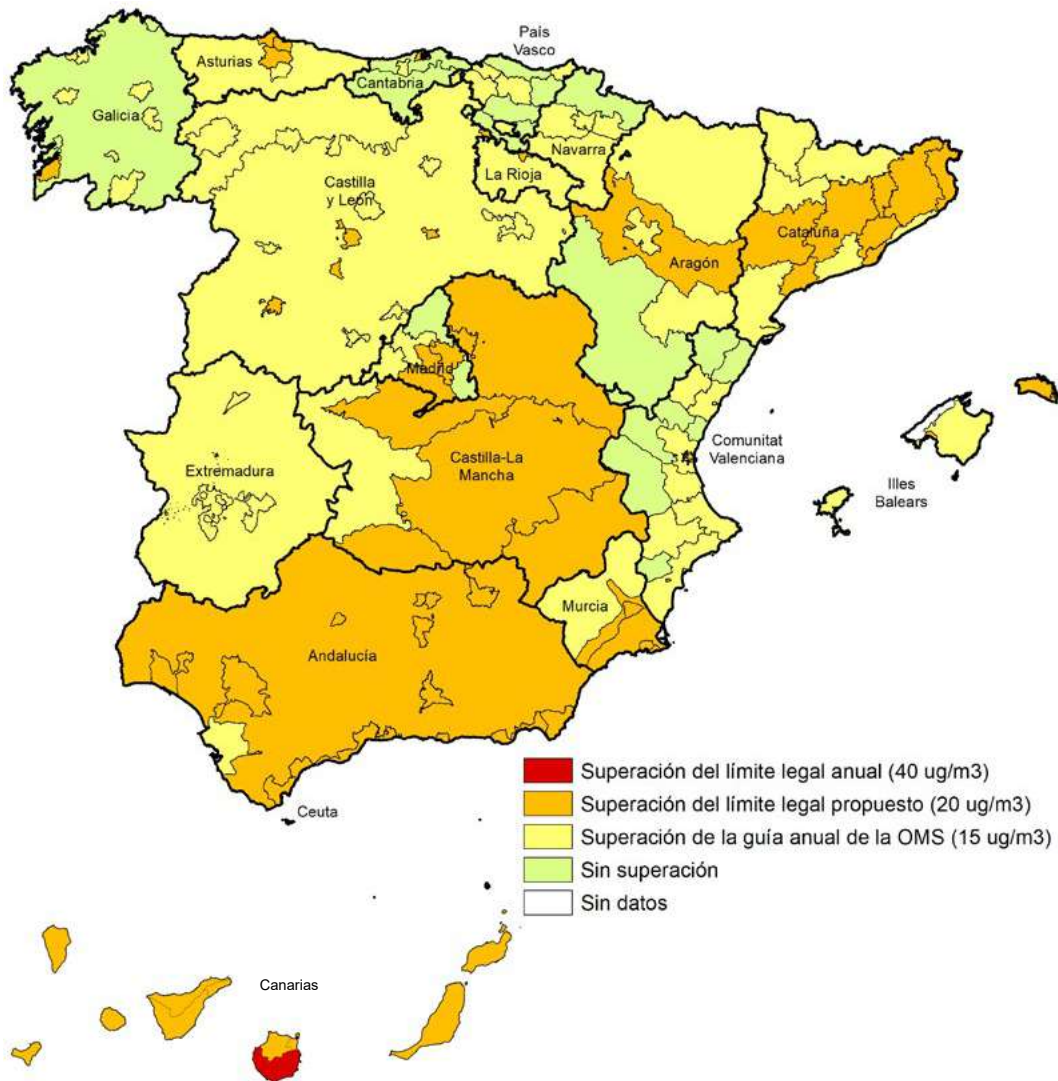 País
Vasco
Asturias
Cantabria
Galicia
Navarra
La Rioja
Castilla
y León
Cataluña
Aragón
Madrid
Comunitat
Valenciana
Castilla-La
Mancha
Extremadura
Illes
Balears
Murcia
Andalucía
Superación del límite legal anual (40 ug/m3)
Superación del límite legal propuesto (20 ug/m3)
Ceuta
Superación de la guía anual de la OMS (15 ug/m3)
Sin superación
Sin datos
Canarias